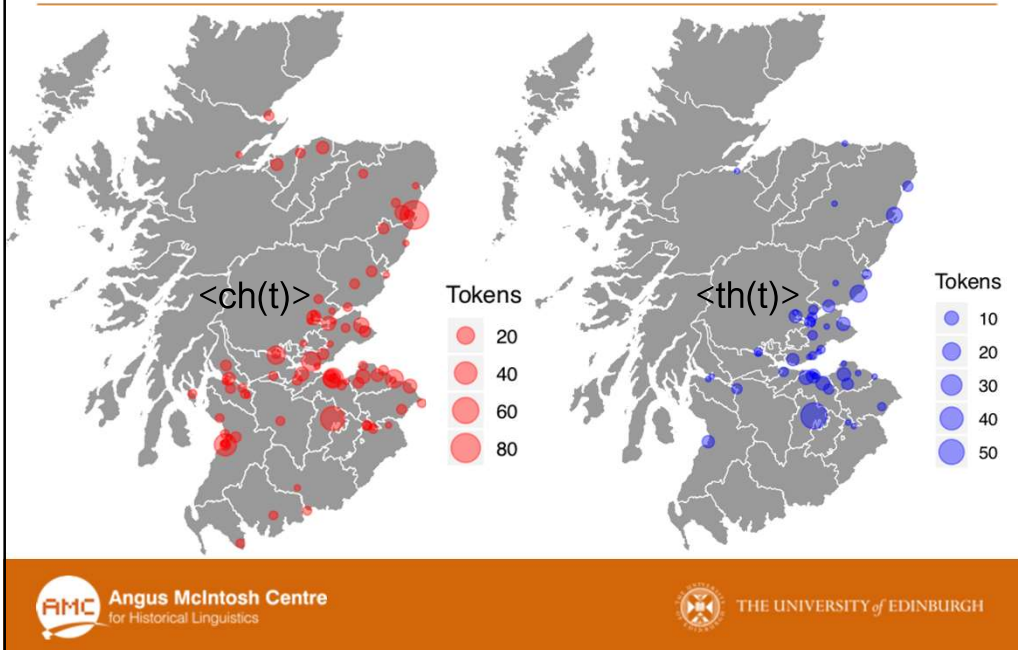 <ch(t)>
Tokens
20
40
60
80
<th(t)>
Tokens
10
20
30
40
50
AMC
Angus McIntosh Centre
for Historical Linguistics
THE UNIVERSITY of EDINBURGH